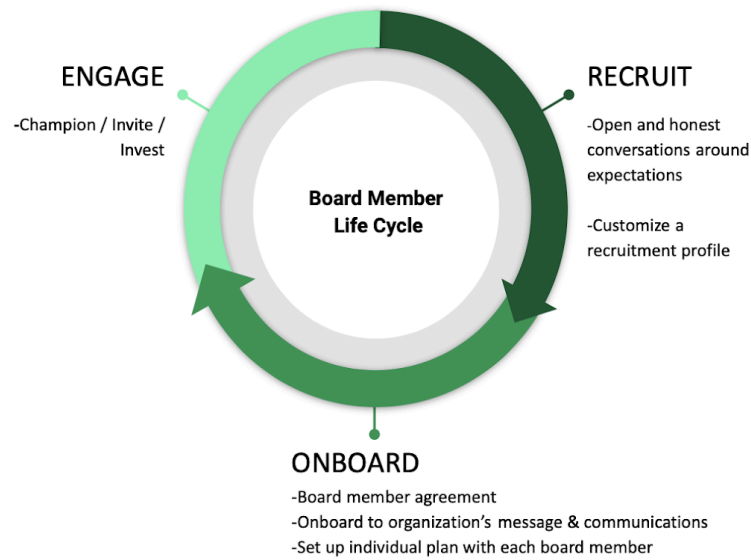 ENGAGE
-Champion / Invite /
Invest
RECRUIT
-Open and honest
conversations around
expectations
-Customize a
recruitment profile
Board Member
Life Cycle
ONBOARD
-Board member agreement
-Onboard to organization's message & communications
-Set up individual plan with each board member